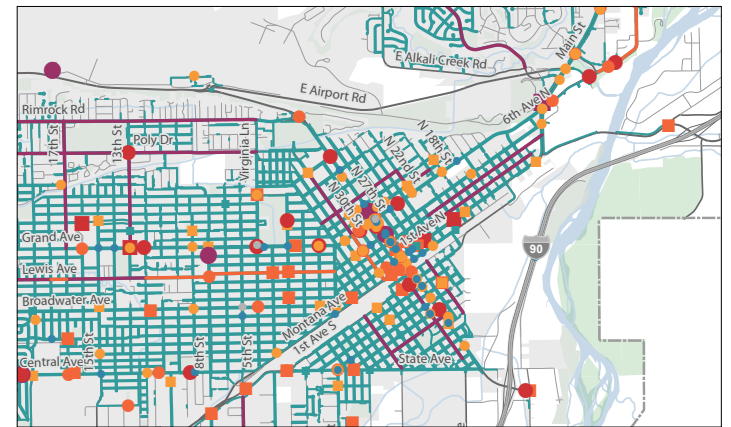 Main St
E Alkali Creek Rd
E Airport Rd
6th Ave N
Rimrock Rd
17th St
13th St
Poly Dr
Virginia Ln
N 18th St
N 22nd St
N 27th St
N 30th St
1st Ave N
Grand Ave
90
Lewis Ave
Broadwater Ave
Montana Ave
1st Ave S
15th St
8th St
5th St
Central Ave
State Ave